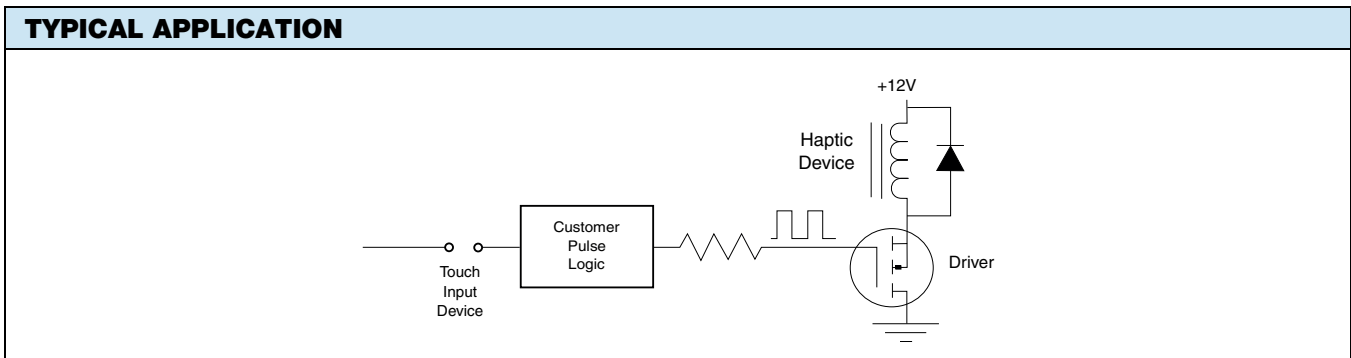 TYPICAL APPLICATION
+12V
Haptic
Device
Customer
Pulse
Logic
Touch
Input
Device
Driver